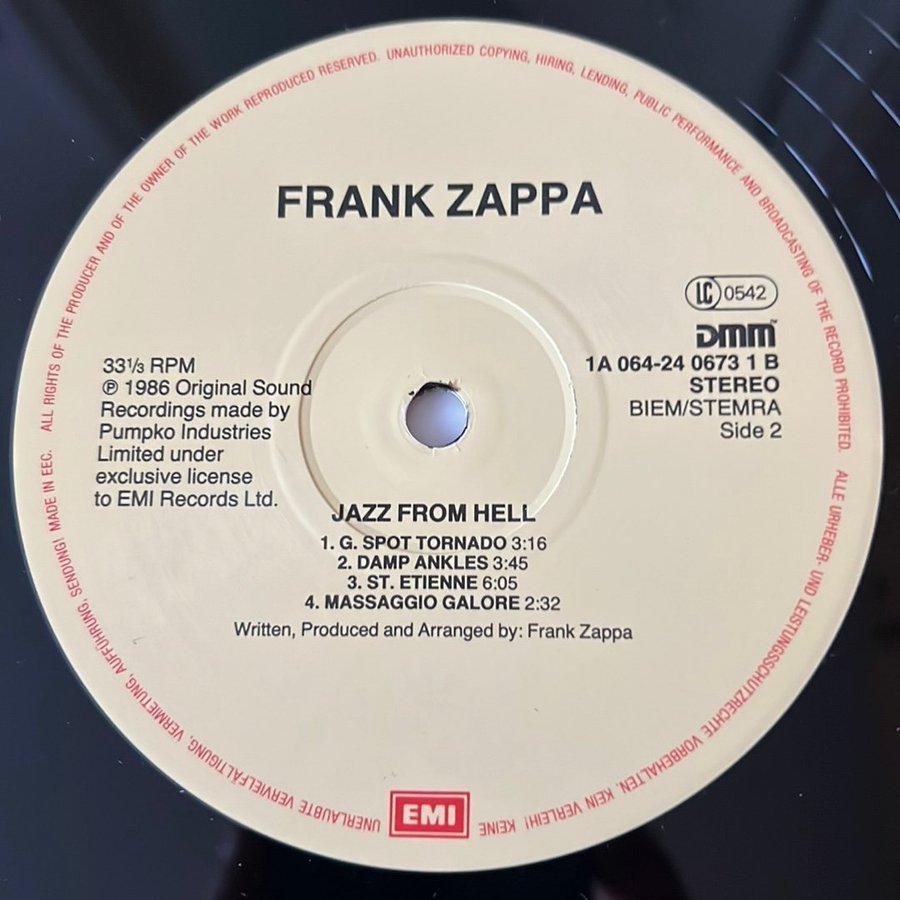 ALL RIGHTS OF THE PRODUCER AND OF THE OWNER OF THE WORK REPRODUCED RESERVED. UNAUTHORIZED COPYING, HIRING, LENDING, PUBLIC PERFORMANCE AND BROADCASTING OF THE RECORD PROHIBITED.
ALLE URHEBER- UND LEISTUNGSSCHUTZRECHTE VORBEHALTEN. KEIN VERLEIH! KEINE
UNERLAUBTE VERVIELFÄLTIGUNG, VERMIETUNG, AUFFÜHRUNG, SENDUNG! MADE IN EEC.
FRANK ZAPPA
LC 0542
DMM™
1A 064-24 0673 1 B
STEREO
BIEM/STEMRA
Side 2
33⅓ RPM
℗ 1986 Original Sound
Recordings made by
Pumpko Industries
Limited under
exclusive license
to EMI Records Ltd.
JAZZ FROM HELL
1. G. SPOT TORNADO 3:16
2. DAMP ANKLES 3:45
3. ST. ETIENNE 6:05
4. MASSAGGIO GALORE 2:32
Written, Produced and Arranged by: Frank Zappa
EMI